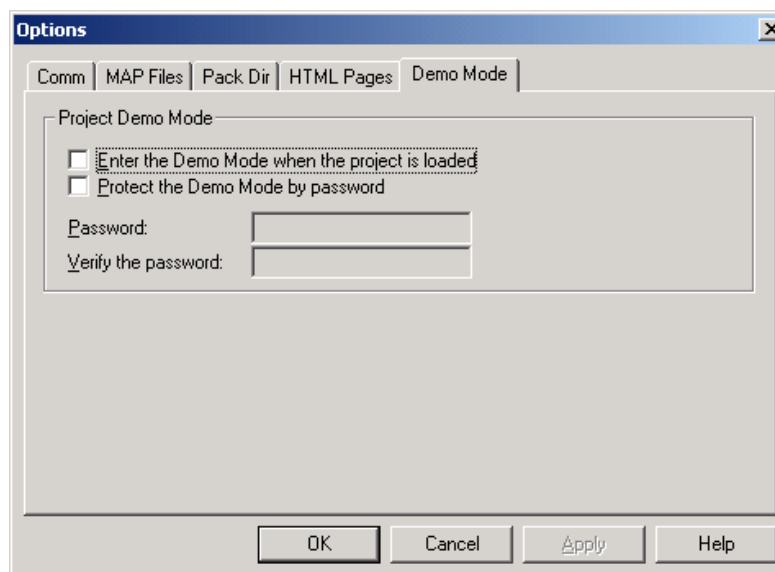 Options
Comm MAP Files Pack Dir HTML Pages Demo Mode
Project Demo Mode
Enter the Demo Mode when the project is loaded
Protect the Demo Mode by password
Password:
Verify the password:
OK Cancel Apply Help